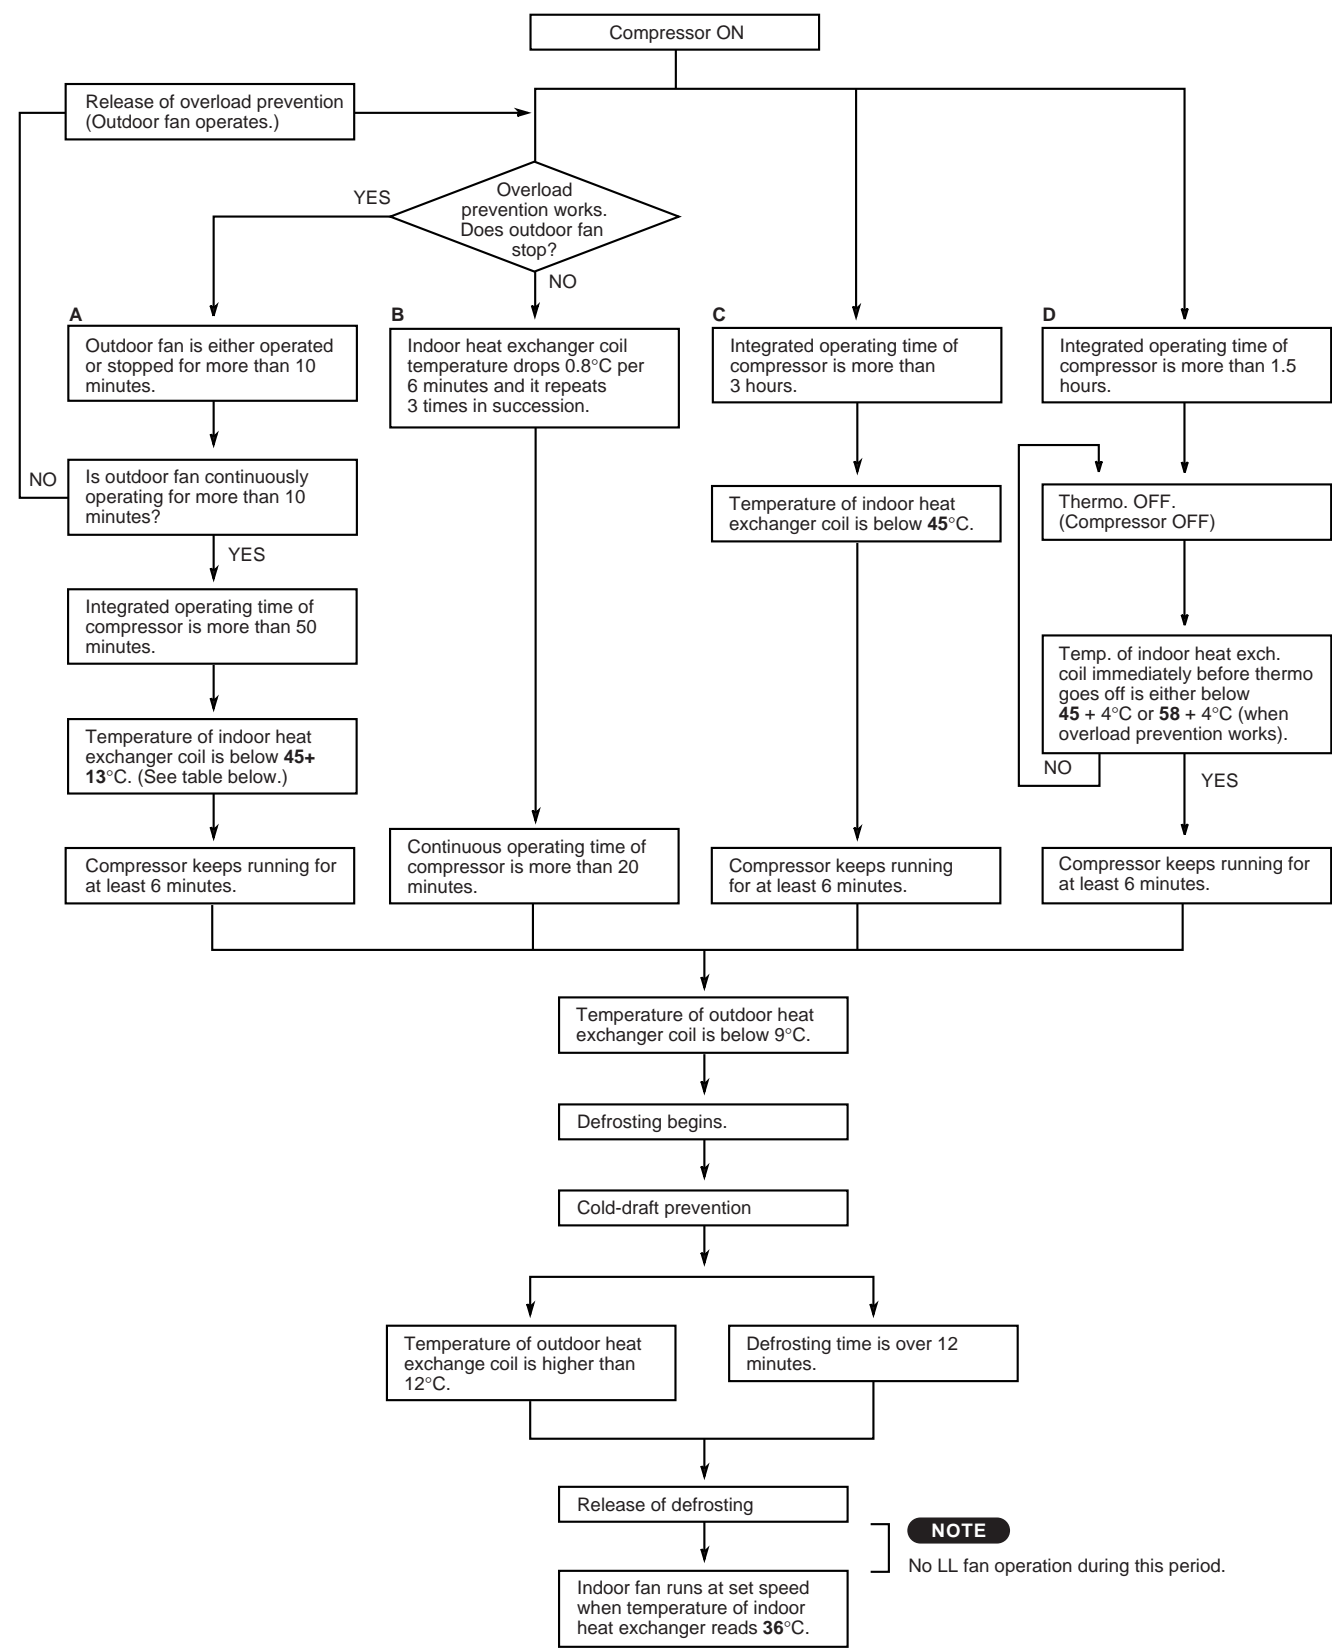 Compressor ON
Release of overload prevention
(Outdoor fan operates.)
YES
Overload
prevention works.
Does outdoor fan
stop?
NO
A
Outdoor fan is either operated
or stopped for more than 10
minutes.
NO
Is outdoor fan continuously
operating for more than 10
minutes?
YES
Integrated operating time of
compressor is more than 50
minutes.
Temperature of indoor heat
exchanger coil is below 45+
13°C. (See table below.)
Compressor keeps running for
at least 6 minutes.
B
Indoor heat exchanger coil
temperature drops 0.8°C per
6 minutes and it repeats
3 times in succession.
Continuous operating time of
compressor is more than 20
minutes.
C
Integrated operating time of
compressor is more than
3 hours.
Temperature of indoor heat
exchanger coil is below 45°C.
Compressor keeps running
for at least 6 minutes.
D
Integrated operating time of
compressor is more than 1.5
hours.
Thermo. OFF.
(Compressor OFF)
Temp. of indoor heat exch.
coil immediately before thermo
goes off is either below
45 + 4°C or 58 + 4°C (when
overload prevention works).
NO
YES
Compressor keeps running for
at least 6 minutes.
Temperature of outdoor heat
exchanger coil is below 9°C.
Defrosting begins.
Cold-draft prevention
Temperature of outdoor heat
exchange coil is higher than
12°C.
Defrosting time is over 12
minutes.
Release of defrosting
NOTE
No LL fan operation during this period.
Indoor fan runs at set speed
when temperature of indoor
heat exchanger reads 36°C.